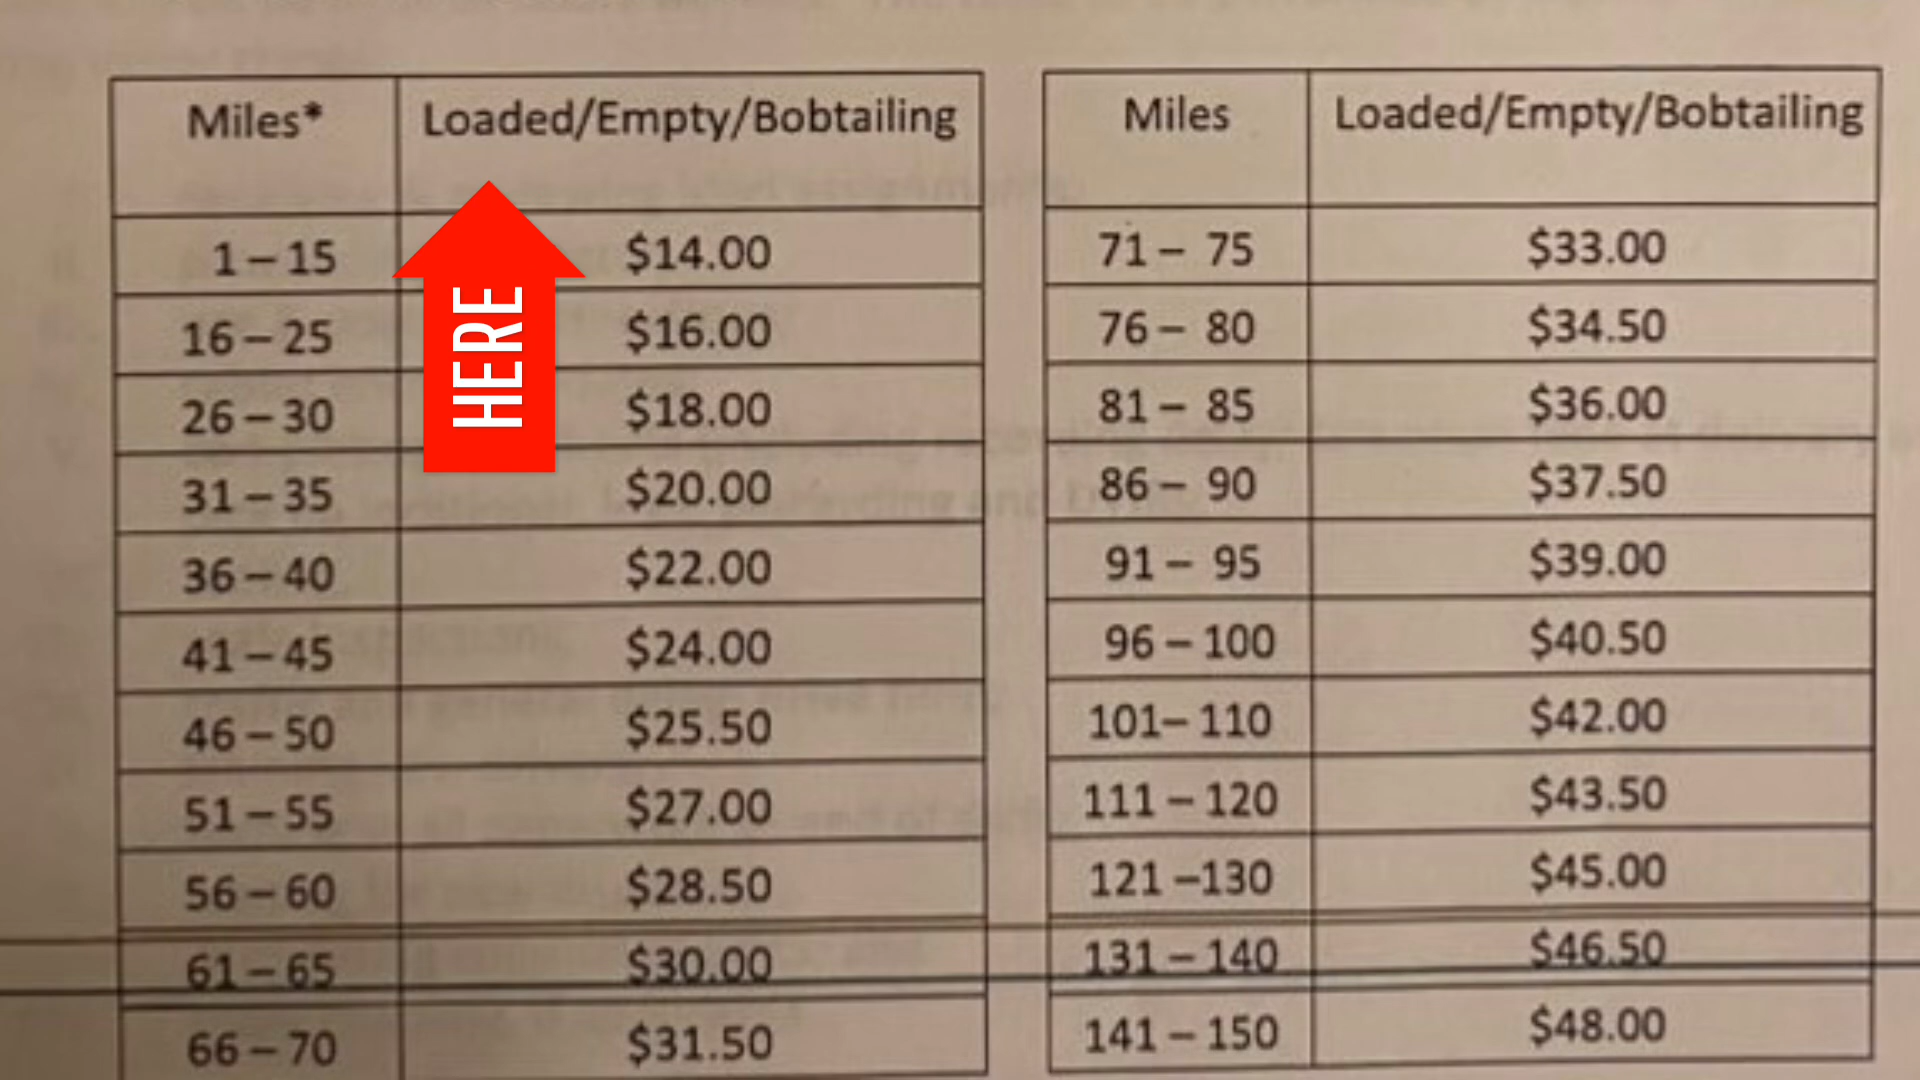 Miles* Loaded/Empty/Bobtailing
1 – 15 $14.00
16 – 25 $16.00
26 – 30 $18.00
31 – 35 $20.00
36 – 40 $22.00
41 – 45 $24.00
46 – 50 $25.50
51 – 55 $27.00
56 – 60 $28.50
61 – 65 $30.00
66 – 70 $31.50
HERE
Miles Loaded/Empty/Bobtailing
71 – 75 $33.00
76 – 80 $34.50
81 – 85 $36.00
86 – 90 $37.50
91 – 95 $39.00
96 – 100 $40.50
101– 110 $42.00
111 – 120 $43.50
121 –130 $45.00
131 – 140 $46.50
141 – 150 $48.00